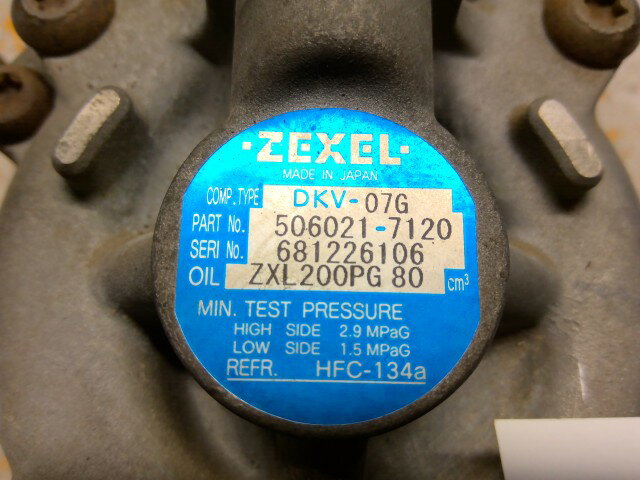 ·ZEXEL·
MADE IN JAPAN
COMP.TYPE DKV-07G
PART No. 506021-7120
SERI No. 681226106
OIL ZXL200PG 80 cm³
MIN. TEST PRESSURE
HIGH SIDE 2.9 MPaG
LOW SIDE 1.5 MPaG
REFR. HFC-134a